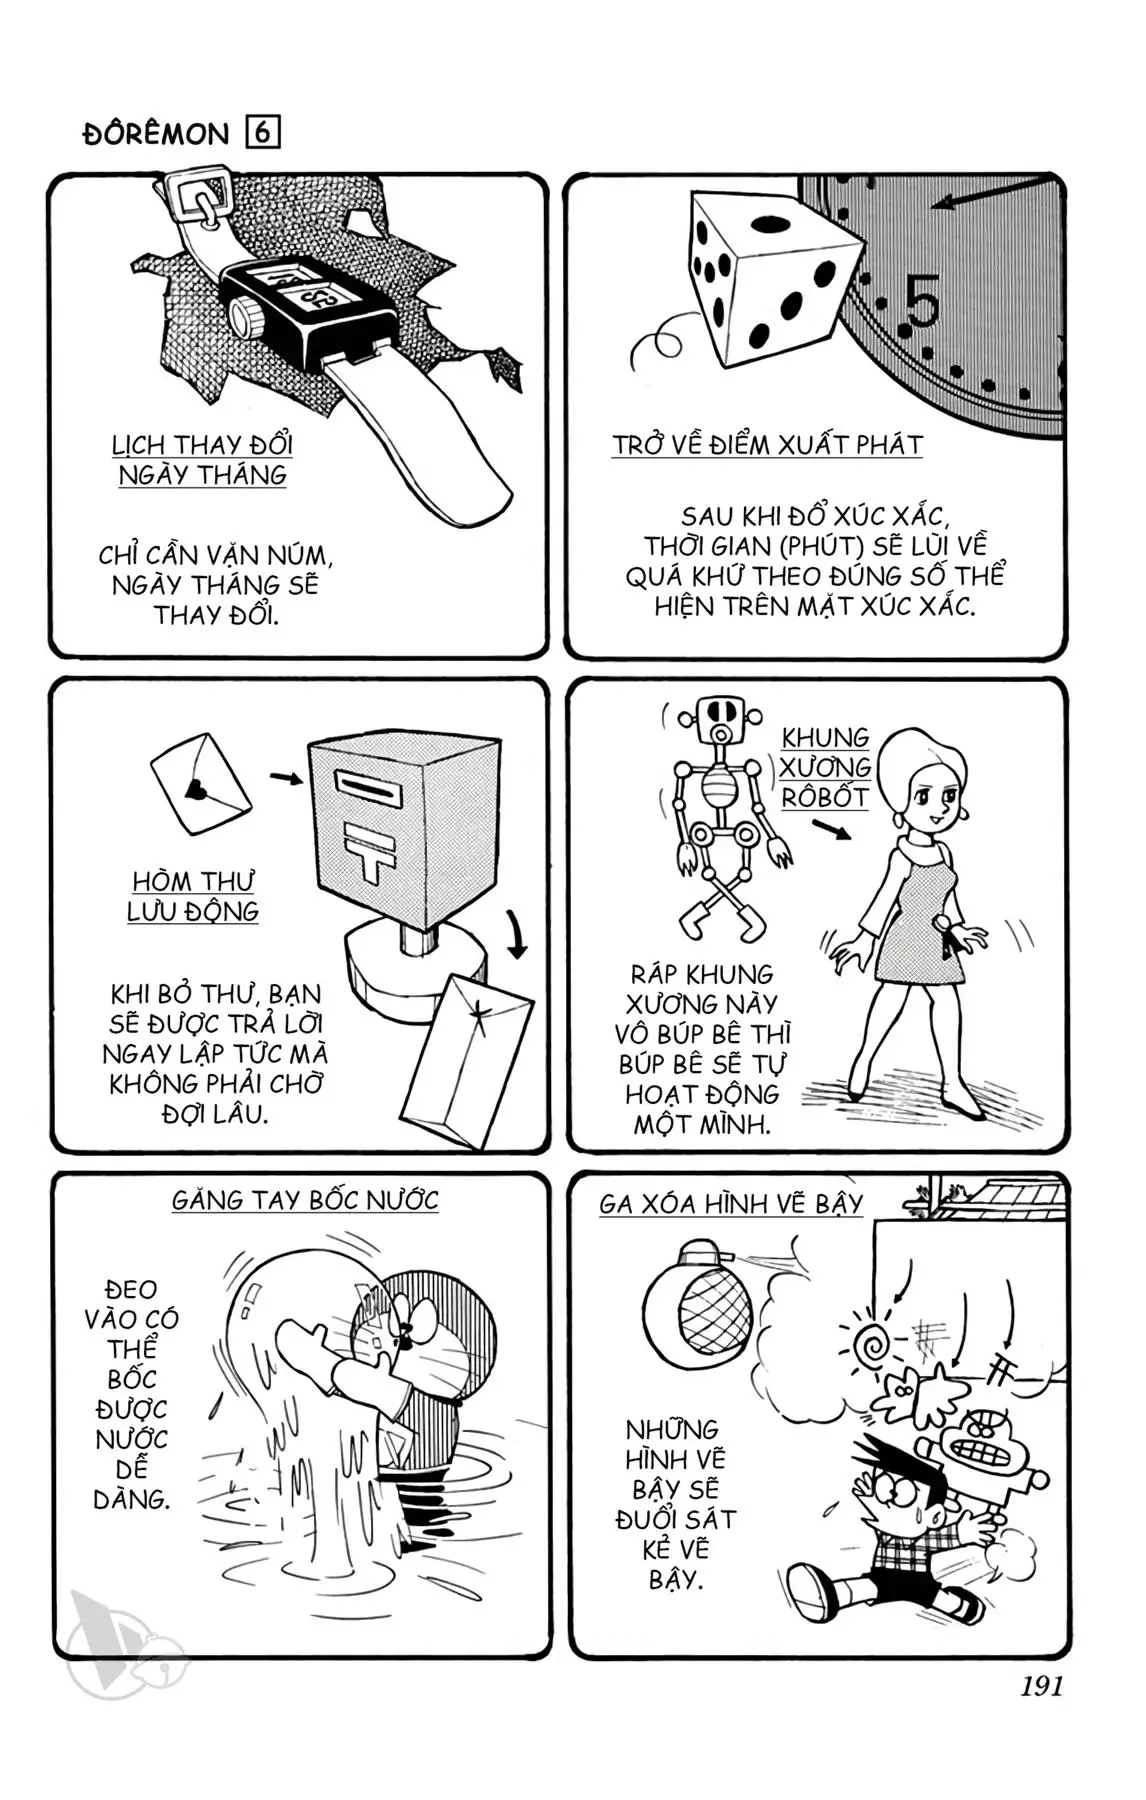 ĐÔRÊMON 6
LỊCH THAY ĐỔI
NGÀY THÁNG
CHỈ CẦN VẶN NÚM,
NGÀY THÁNG SẼ
THAY ĐỔI.
5
TRỞ VỀ ĐIỂM XUẤT PHÁT
SAU KHI ĐỔ XÚC XẮC,
THỜI GIAN (PHÚT) SẼ LÙI VỀ
QUÁ KHỨ THEO ĐÚNG SỐ THỂ
HIỆN TRÊN MẶT XÚC XẮC.
HÒM THƯ
LƯU ĐỘNG
KHI BỎ THƯ, BẠN
SẼ ĐƯỢC TRẢ LỜI
NGAY LẬP TỨC MÀ
KHÔNG PHẢI CHỜ
ĐỢI LÂU.
KHUNG
XƯƠNG
RÔBỐT
RÁP KHUNG
XƯƠNG NÀY
VÔ BÚP BÊ THÌ
BÚP BÊ SẼ TỰ
HOẠT ĐỘNG
MỘT MÌNH.
GĂNG TAY BỐC NƯỚC
ĐEO
VÀO CÓ
THỂ
BỐC
ĐƯỢC
NƯỚC
DỄ
DÀNG.
GA XÓA HÌNH VẼ BẬY
NHỮNG
HÌNH VẼ
BẬY SẼ
ĐUỔI SÁT
KẺ VẼ
BẬY.
191